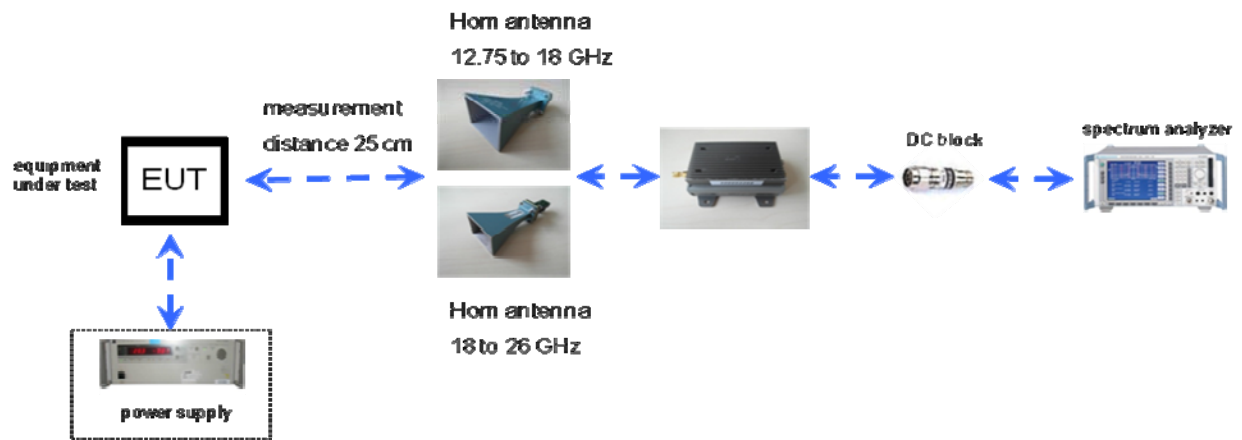 Horn antenna
12.75 to 18 GHz
measurement
distance 25 cm
equipment
under test
EUT
DC block
spectrum analyzer
Horn antenna
18 to 26 GHz
power supply